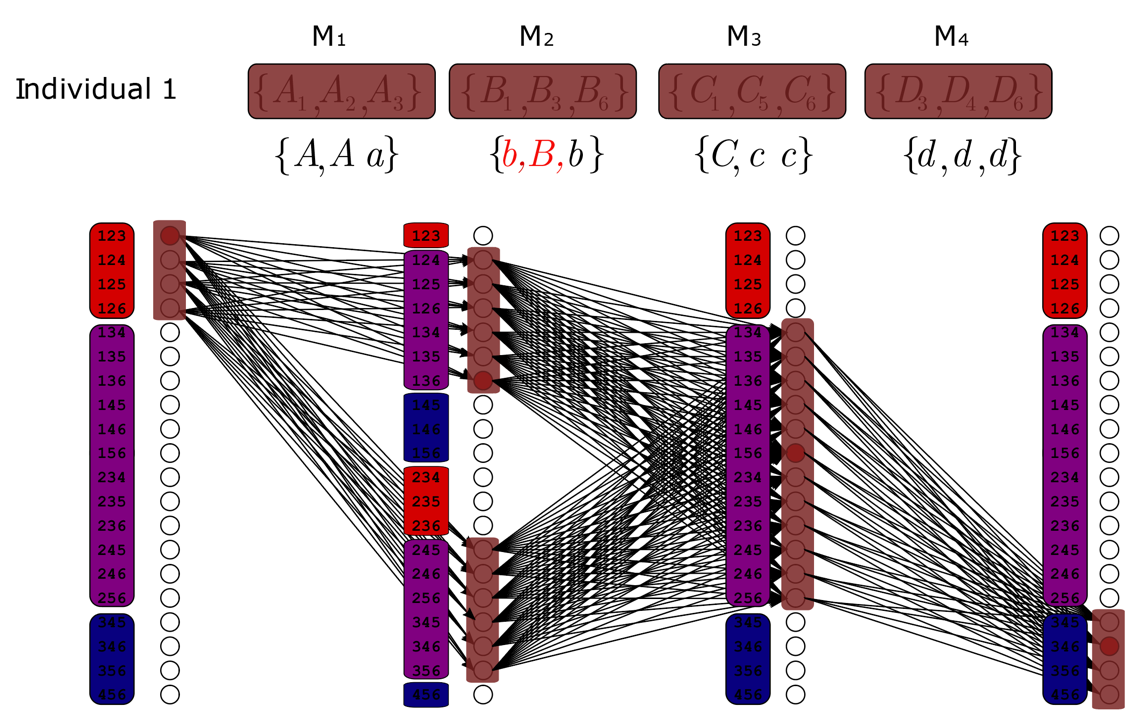 M1 M2 M3 M4
Individual 1 {A1,A2,A3} {B1,B3,B6} {C1,C5,C6} {D3,D4,D6}
{A,A a} {b,B,b} {C,c c} {d,d,d}
123 123 123 123
124 124 124 124
125 125 125 125
126 126 126 126
134 134 134 134
135 135 135 135
136 136 136 136
145 145 145 145
146 146 146 146
156 156 156 156
234 234 234 234
235 235 235 235
236 236 236 236
245 245 245 245
246 246 246 246
256 256 256 256
345 345 345 345
346 346 346 346
356 356 356 356
456 456 456 456